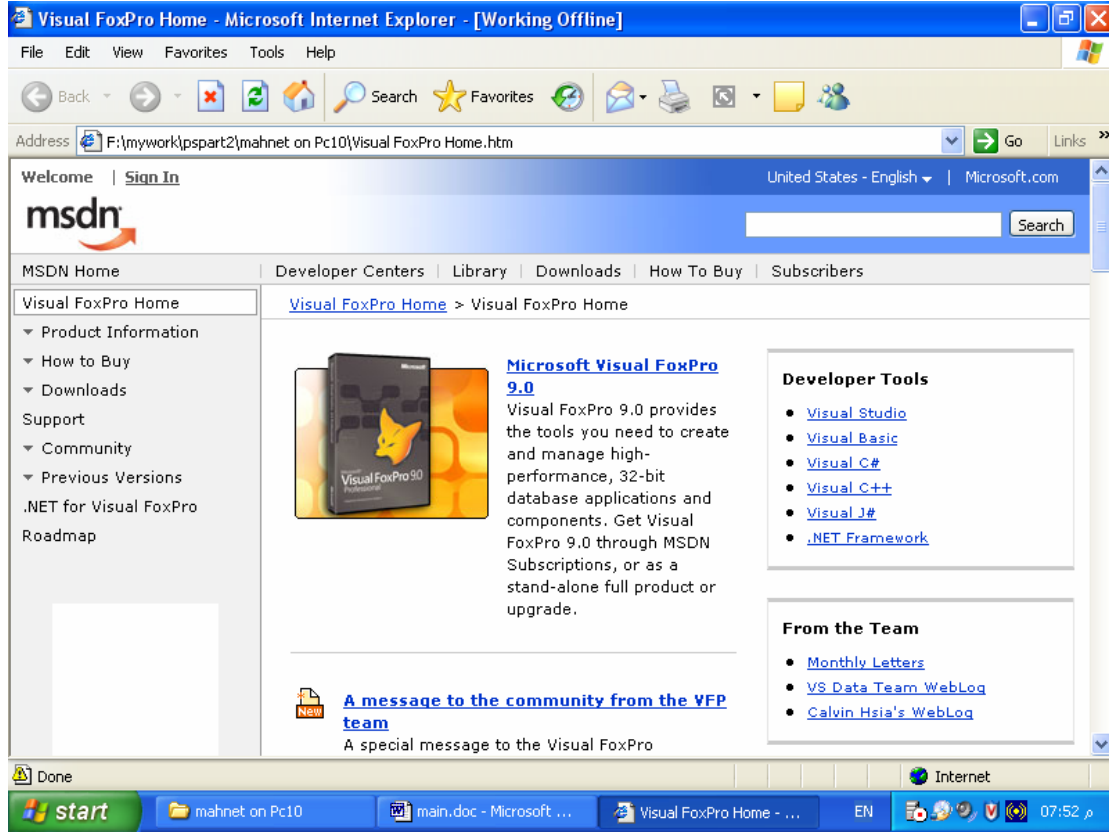 Visual FoxPro Home - Microsoft Internet Explorer - [Working Offline]
File Edit View Favorites Tools Help
Back Search Favorites
Address F:\mywork\pspart2\mahnet on Pc10\Visual FoxPro Home.htm Go Links »
Welcome | Sign In United States - English | Microsoft.com
msdn
Search
MSDN Home | Developer Centers | Library | Downloads | How To Buy | Subscribers
Visual FoxPro Home
Product Information
How to Buy
Downloads
Support
Community
Previous Versions
.NET for Visual FoxPro
Roadmap
Visual FoxPro Home > Visual FoxPro Home
Microsoft
Visual FoxPro 9.0
Professional
Microsoft Visual FoxPro
9.0
Visual FoxPro 9.0 provides
the tools you need to create
and manage high-
performance, 32-bit
database applications and
components. Get Visual
FoxPro 9.0 through MSDN
Subscriptions, or as a
stand-alone full product or
upgrade.
New
A message to the community from the VFP
team
A special message to the Visual FoxPro
Developer Tools
Visual Studio
Visual Basic
Visual C#
Visual C++
Visual J#
.NET Framework
From the Team
Monthly Letters
VS Data Team WebLog
Calvin Hsia's WebLog
Done Internet
start mahnet on Pc10 main.doc - Microsoft ... Visual FoxPro Home - ... EN 07:52 م